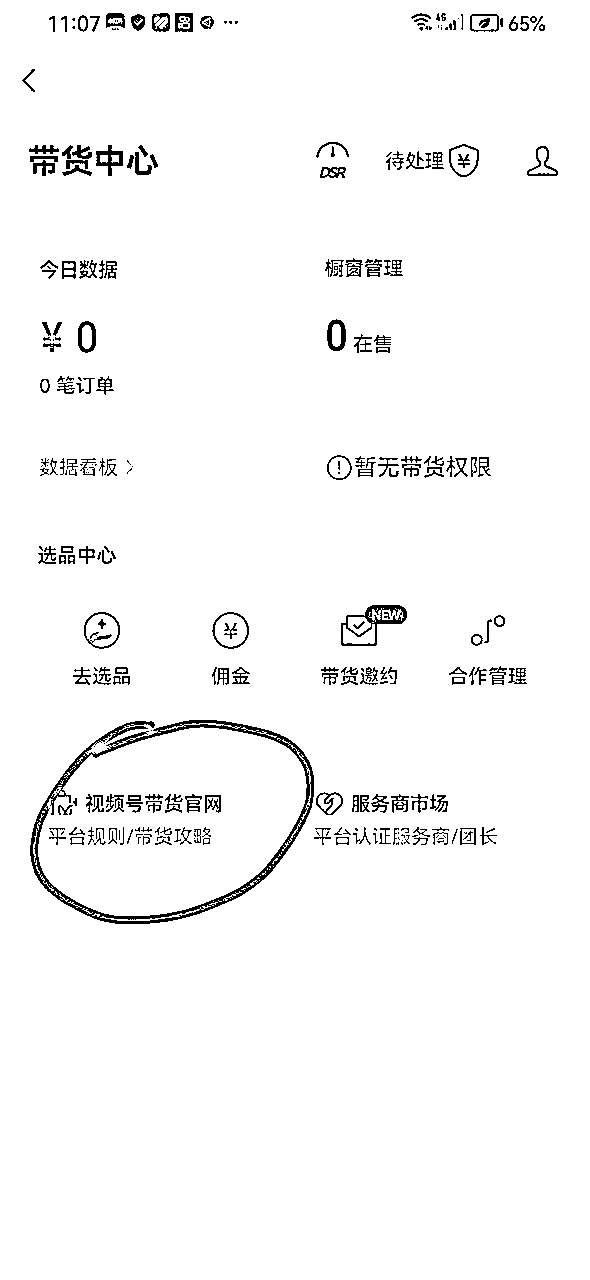 11:07 65%
带货中心 DSR 待处理
今日数据 橱窗管理
¥ 0 0 在售
0 笔订单
数据看板 暂无带货权限
选品中心
NEW
去选品 佣金 带货邀约 合作管理
视频号带货官网 服务商市场
平台规则/带货攻略 平台认证服务商/团长